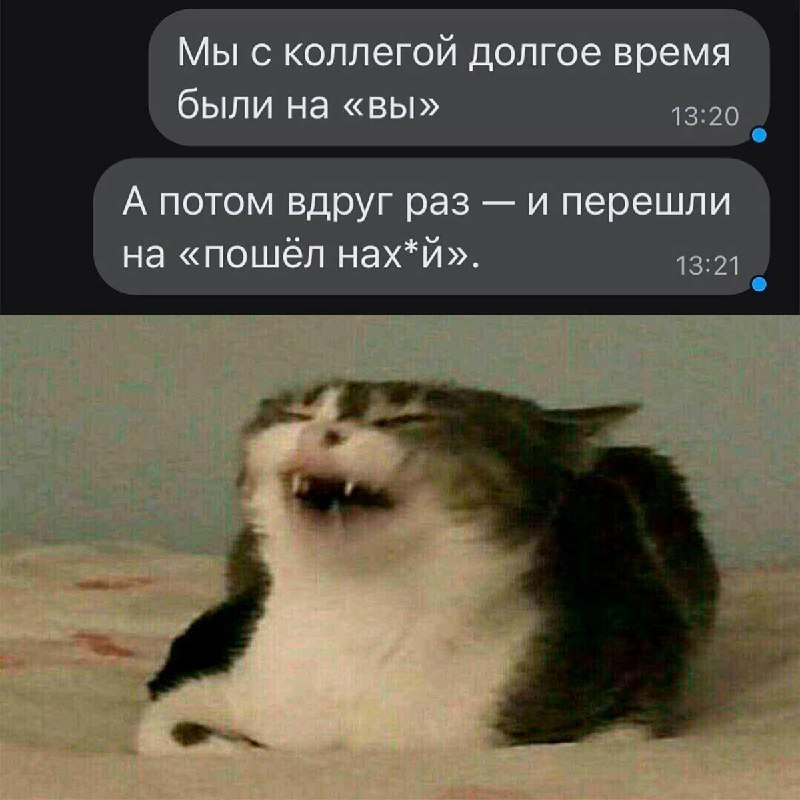 Мы с коллегой долгое время
были на «вы»
13:20
А потом вдруг раз — и перешли
на «пошёл нах*й».
13:21